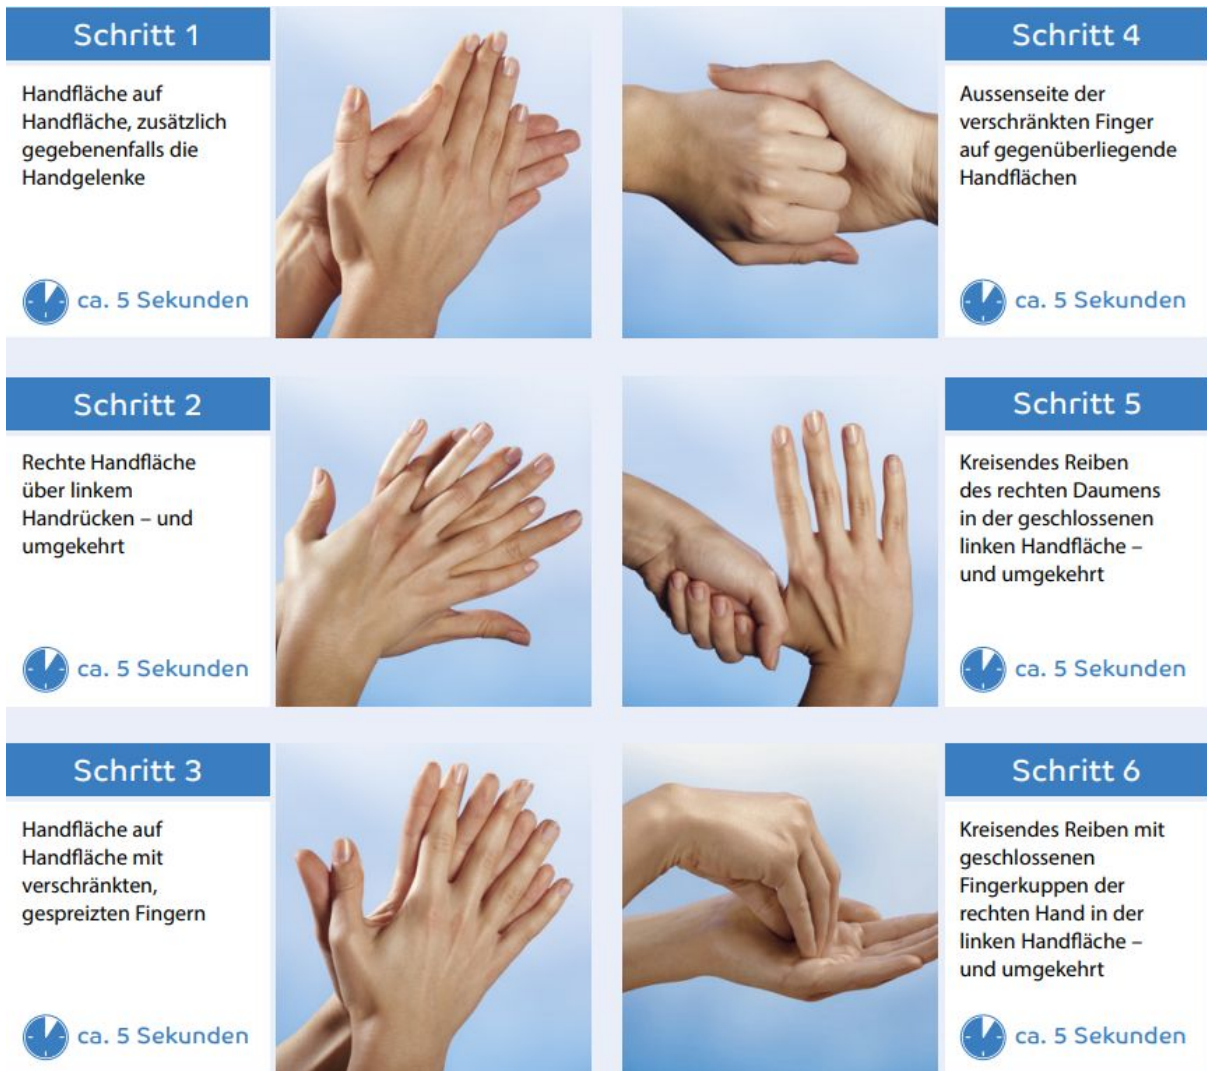 Schritt 1
Handfläche auf
Handfläche, zusätzlich
gegebenenfalls die
Handgelenke
ca. 5 Sekunden
Schritt 2
Rechte Handfläche
über linkem
Handrücken – und
umgekehrt
ca. 5 Sekunden
Schritt 3
Handfläche auf
Handfläche mit
verschränkten,
gespreizten Fingern
ca. 5 Sekunden
Schritt 4
Aussenseite der
verschränkten Finger
auf gegenüberliegende
Handflächen
ca. 5 Sekunden
Schritt 5
Kreisendes Reiben
des rechten Daumens
in der geschlossenen
linken Handfläche –
und umgekehrt
ca. 5 Sekunden
Schritt 6
Kreisendes Reiben mit
geschlossenen
Fingerkuppen der
rechten Hand in der
linken Handfläche –
und umgekehrt
ca. 5 Sekunden